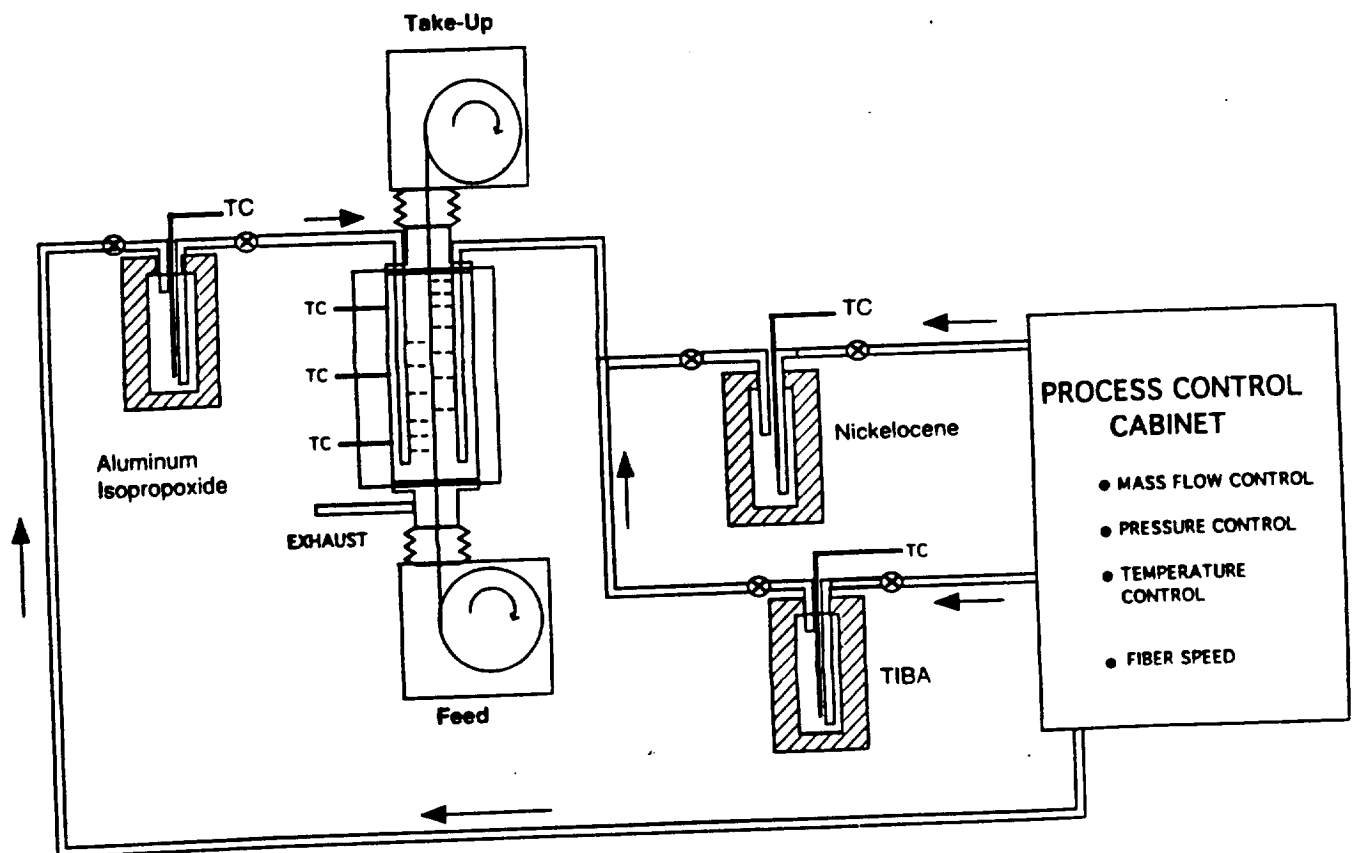 Take-Up
TC
TC
TC
TC
TC
Aluminum
Isopropoxide
Nickelocene
PROCESS CONTROL
CABINET
• MASS FLOW CONTROL
• PRESSURE CONTROL
• TEMPERATURE
CONTROL
• FIBER SPEED
EXHAUST
TC
TIBA
Feed